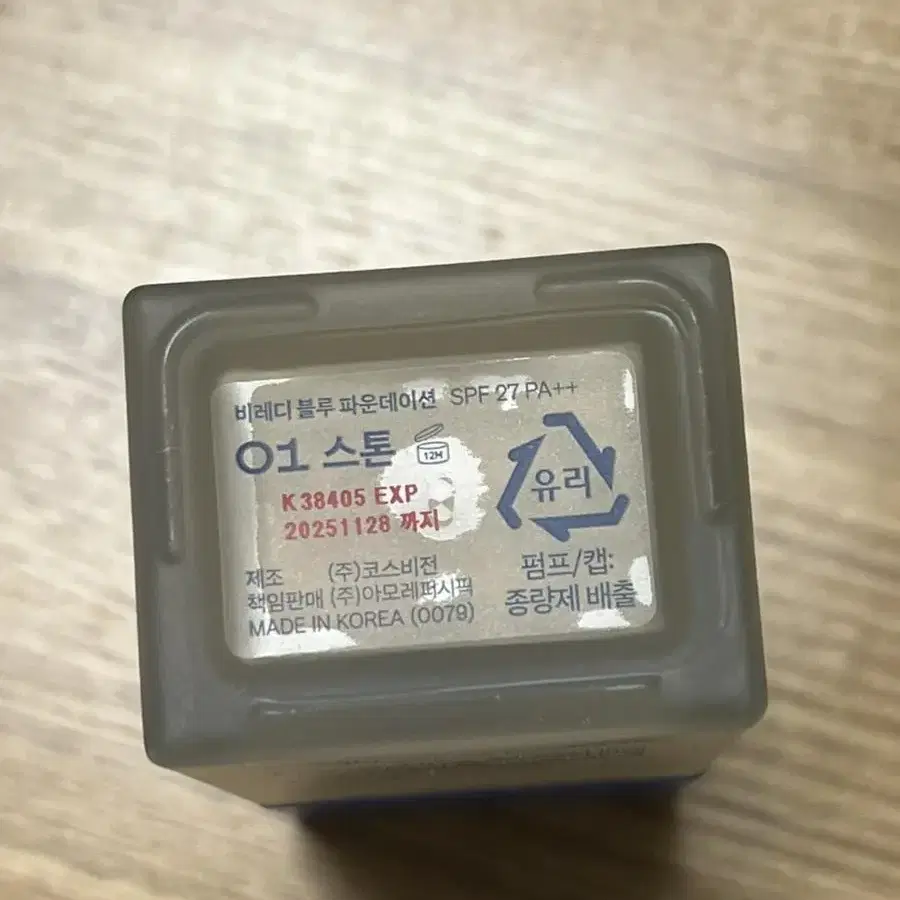 비레디 블루 파운데이션 SPF 27 PA++
01 스톤 12M
K 38405 EXP
20251128 까지
제조 (주)코스비전
책임판매 (주)아모레퍼시픽
MADE IN KOREA (0079)
유리
펌프/캡:
종량제 배출